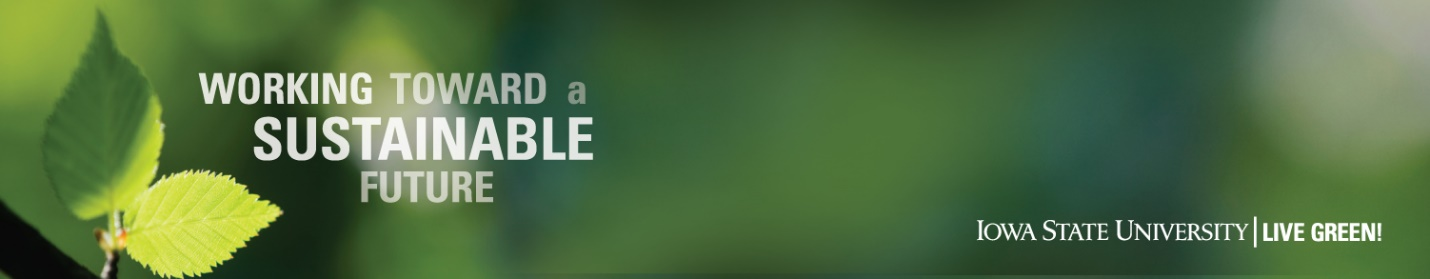 WORKING TOWARD a
SUSTAINABLE
FUTURE
IOWA STATE UNIVERSITY | LIVE GREEN!